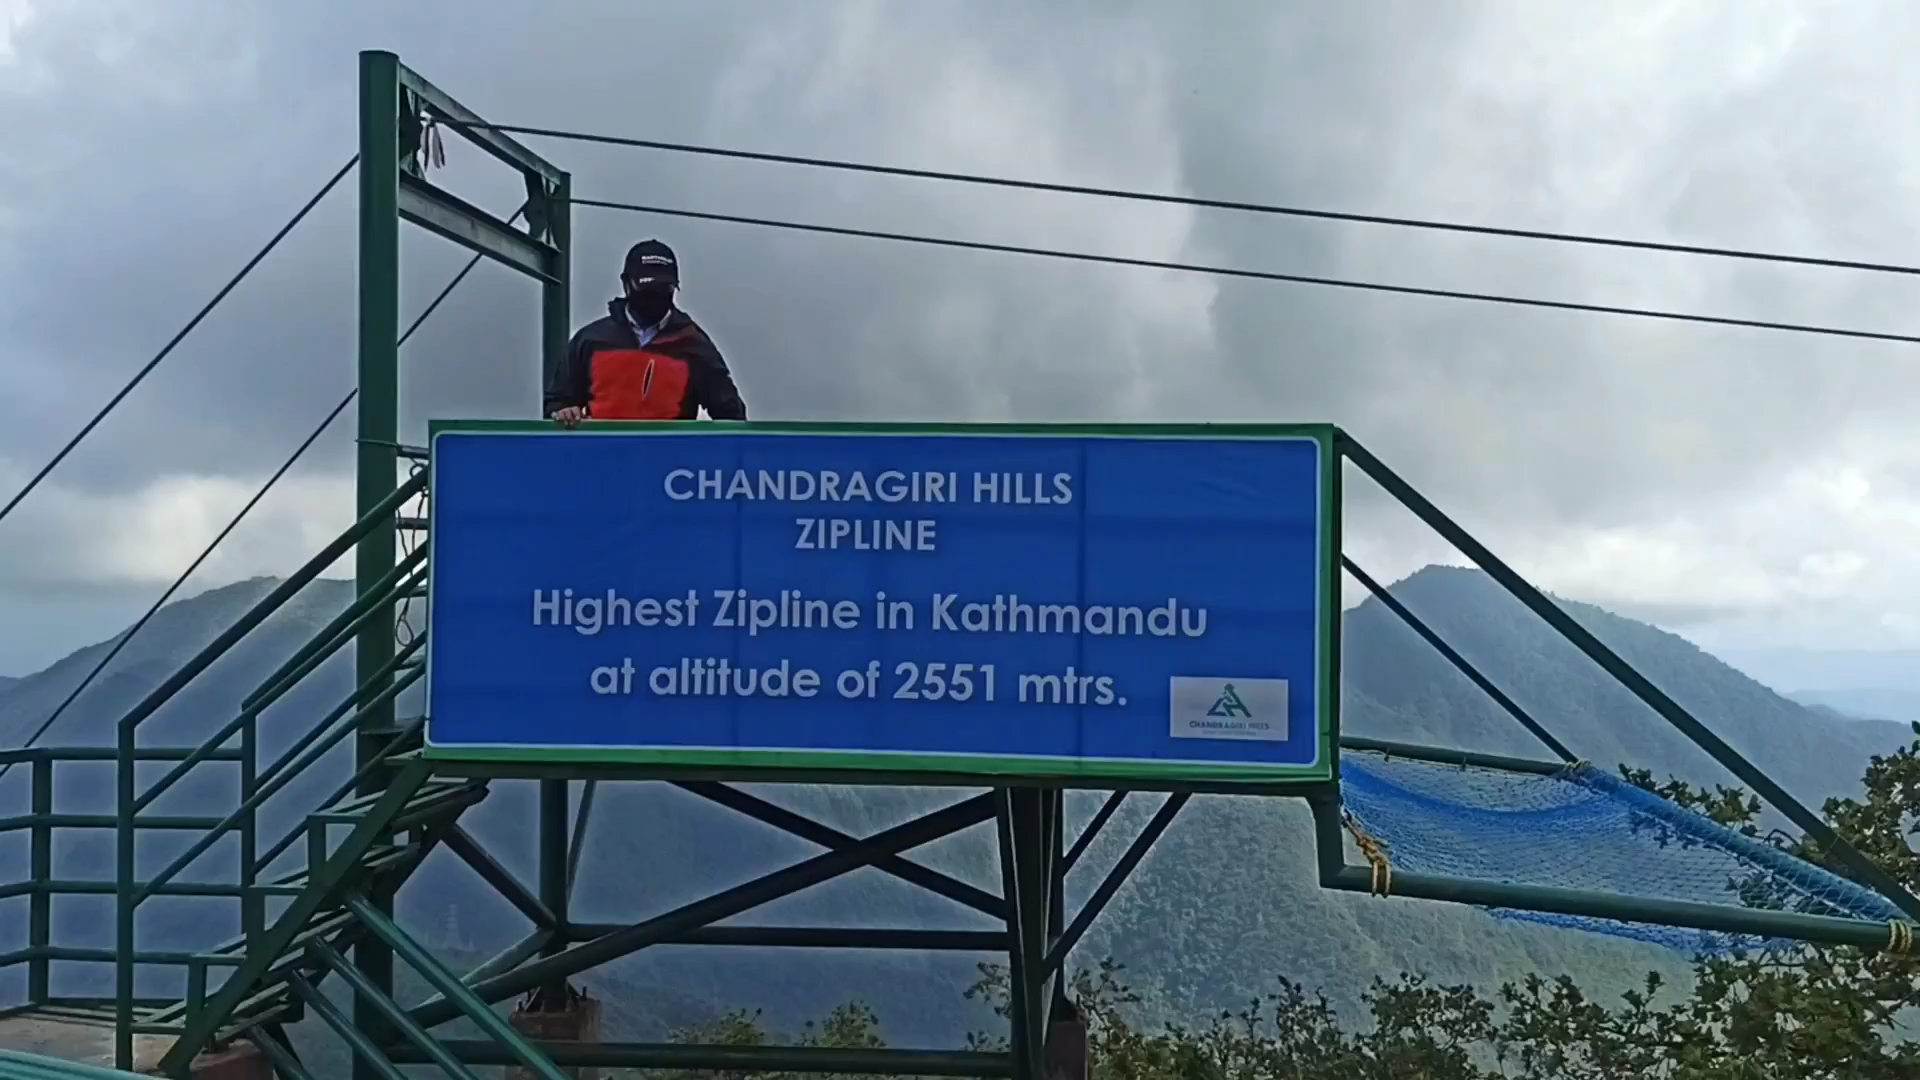 CHANDRAGIRI HILLS
ZIPLINE
Highest Zipline in Kathmandu
at altitude of 2551 mtrs.
CHANDRAGIRI HILLS